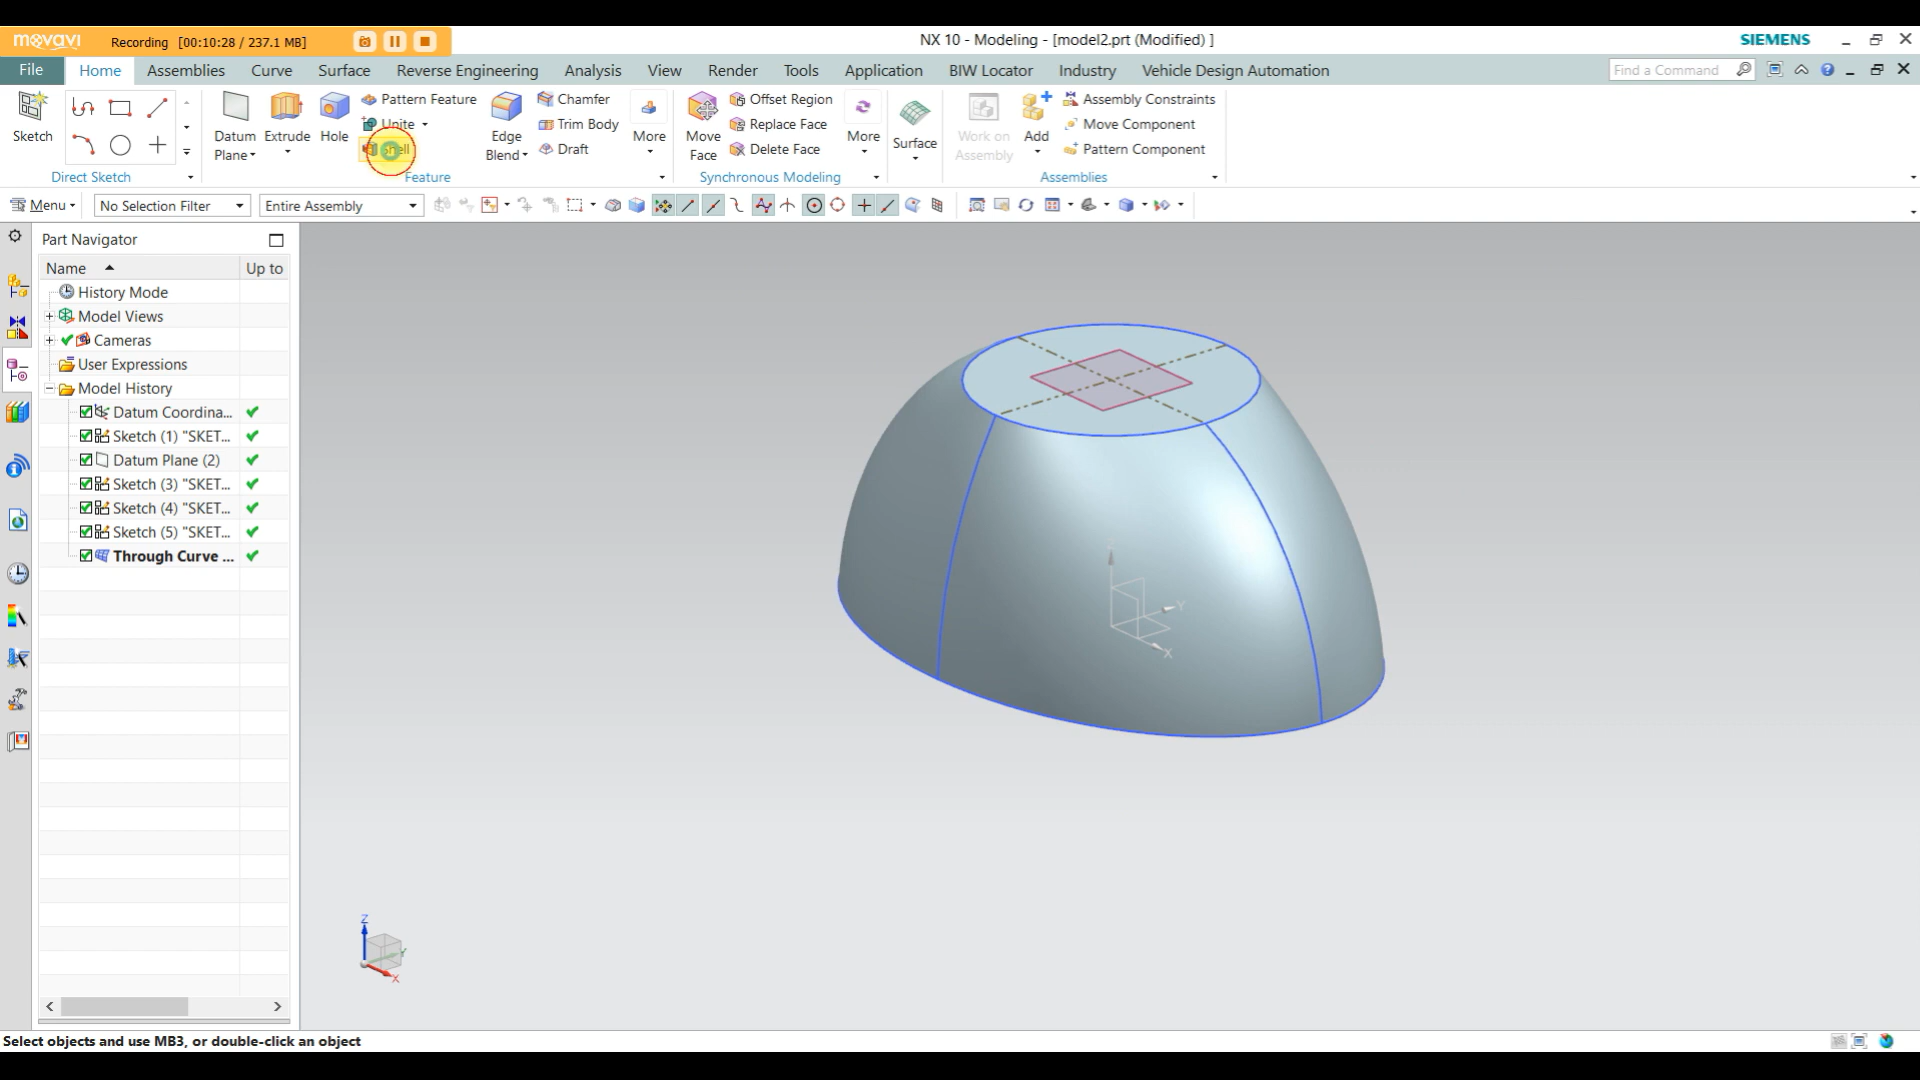 movavi Recording [00:10:28 / 237.1 MB] NX 10 - Modeling - [model2.prt (Modified) ] SIEMENS
File Home Assemblies Curve Surface Reverse Engineering Analysis View Render Tools Application BIW Locator Industry Vehicle Design Automation Find a Command
Pattern Feature Chamfer Offset Region Assembly Constraints
Unite Trim Body Replace Face Move Component
Sketch Datum Extrude Hole Edge More Move More Surface Work on Add
Shell Draft Delete Face Pattern Component
Plane Blend Face Assembly
Direct Sketch Feature Synchronous Modeling Assemblies
Menu No Selection Filter Entire Assembly
Part Navigator
Name Up to
History Mode
Model Views
Cameras
User Expressions
Model History
Datum Coordina...
Sketch (1) "SKET...
Datum Plane (2)
Sketch (3) "SKET...
Sketch (4) "SKET...
Sketch (5) "SKET...
Through Curve ...
Y
X
Z
X
Select objects and use MB3, or double-click an object